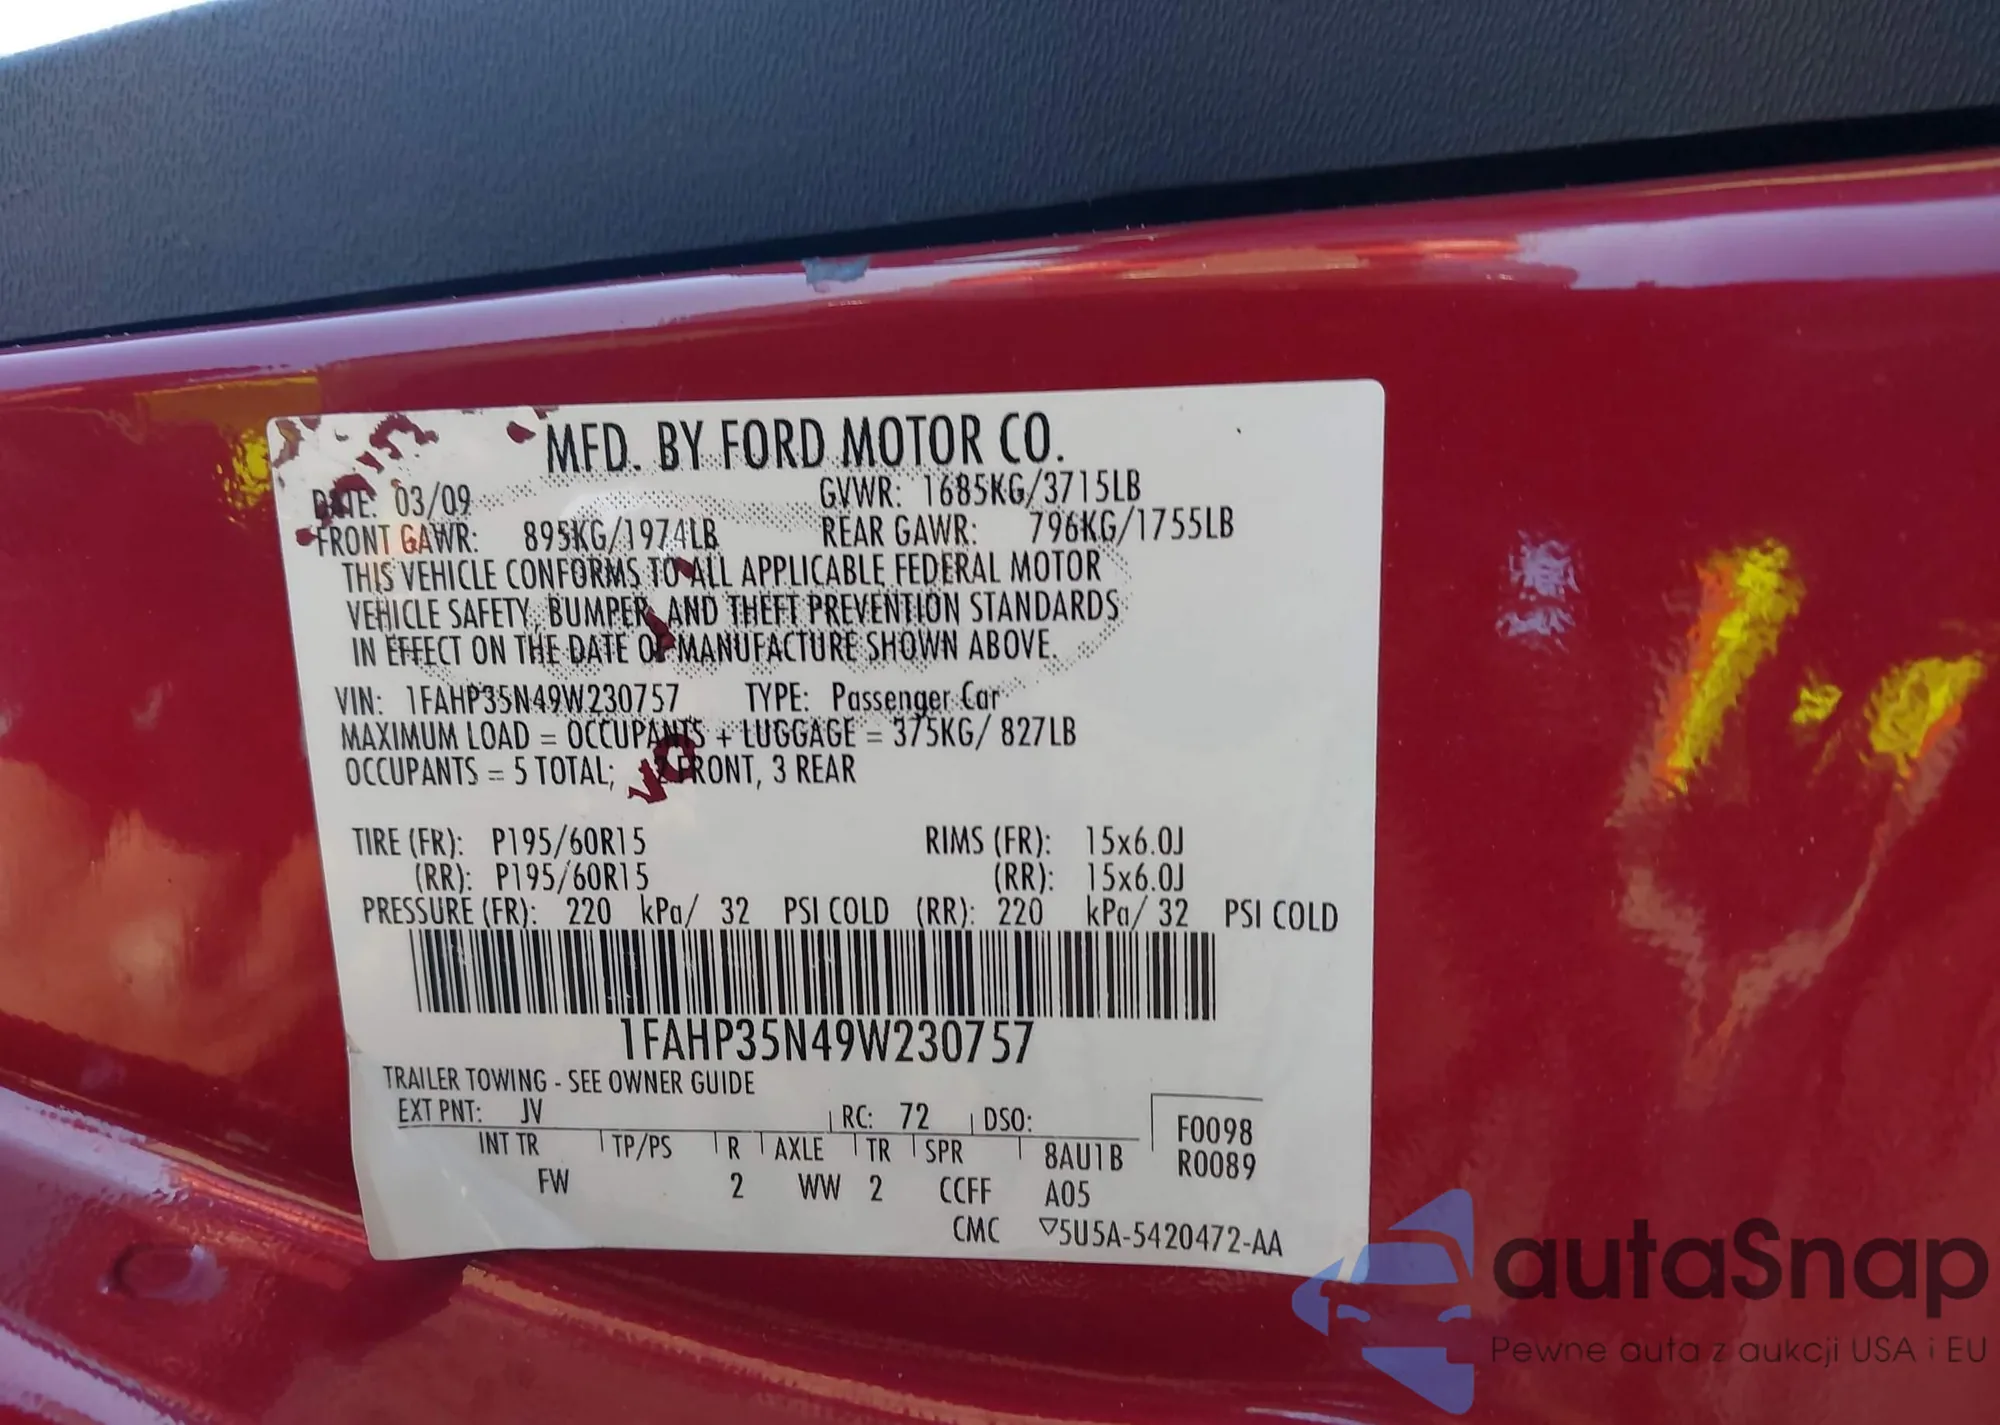 MFD. BY FORD MOTOR CO.
DATE: 03/09 GVWR: 1685KG/3715LB
FRONT GAWR: 895KG/1974LB REAR GAWR: 796KG/1755LB
THIS VEHICLE CONFORMS TO ALL APPLICABLE FEDERAL MOTOR
VEHICLE SAFETY, BUMPER, AND THEFT PREVENTION STANDARDS
IN EFFECT ON THE DATE OF MANUFACTURE SHOWN ABOVE.
VIN: 1FAHP35N49W230757 TYPE: Passenger Car
MAXIMUM LOAD = OCCUPANTS + LUGGAGE = 375KG/ 827LB
OCCUPANTS = 5 TOTAL; 2 FRONT, 3 REAR
TIRE (FR): P195/60R15 RIMS (FR): 15x6.0J
(RR): P195/60R15 (RR): 15x6.0J
PRESSURE (FR): 220 kPa/ 32 PSI COLD (RR): 220 kPa/ 32 PSI COLD
1FAHP35N49W230757
TRAILER TOWING - SEE OWNER GUIDE
EXT PNT: JV RC: 72 DSO: F0098
INT TR TP/PS R AXLE TR SPR 8AU1B R0089
FW 2 WW 2 CCFF A05
CMC ▽5U5A-5420472-AA
autaSnap
Pewne auta z aukcji USA i EU